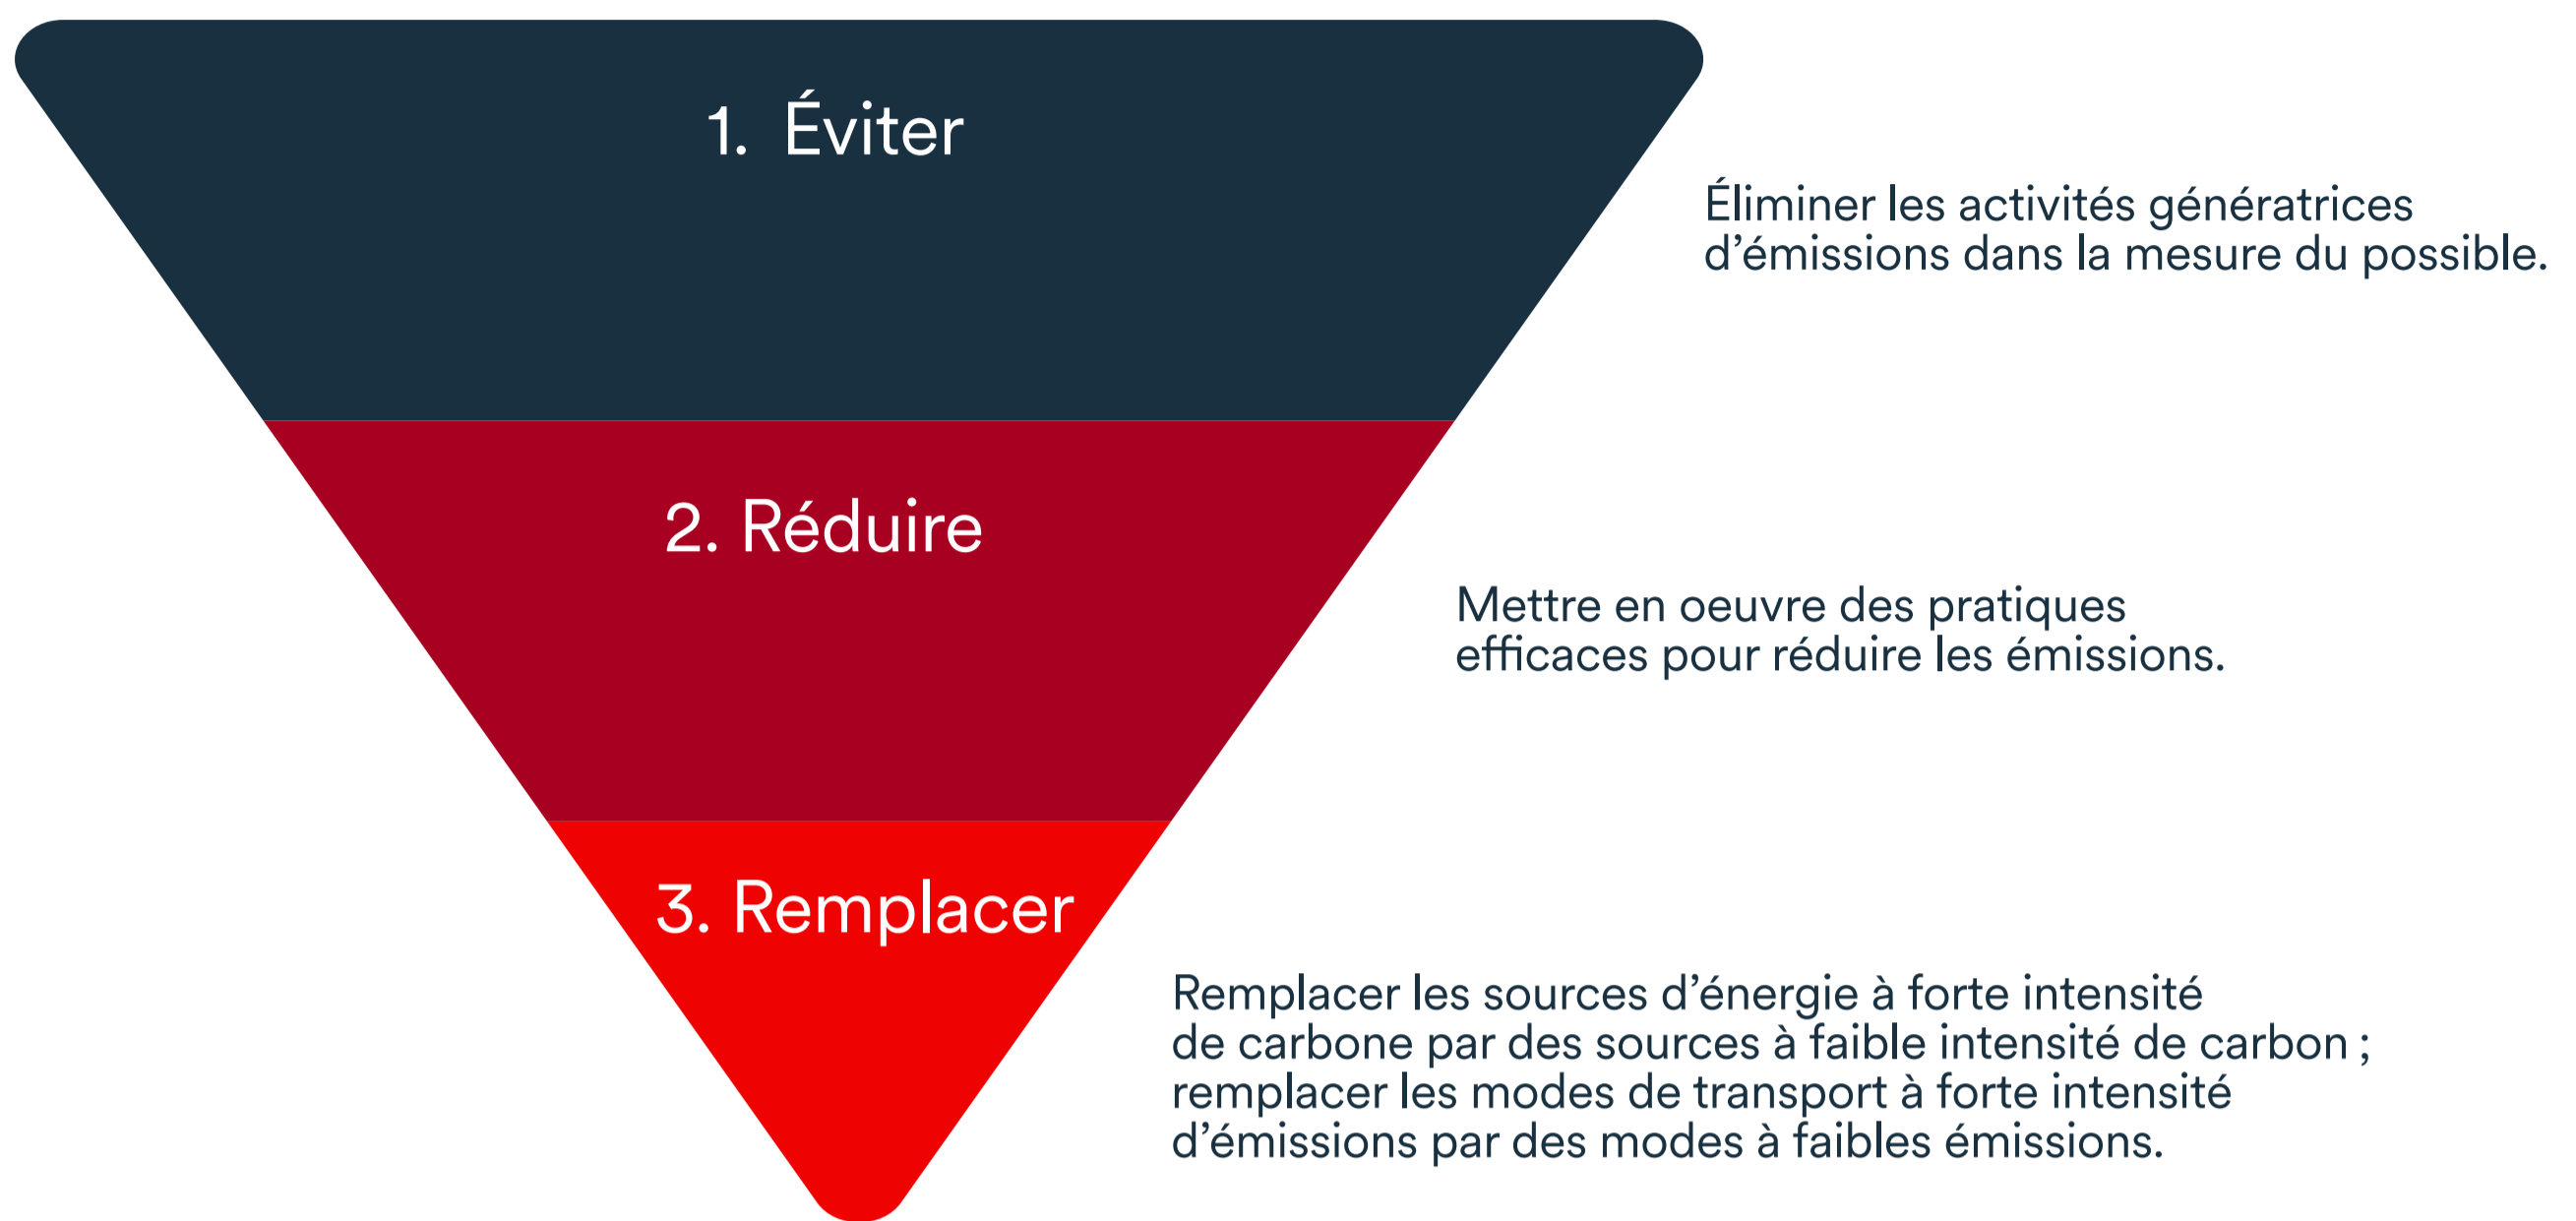 1. Éviter
Éliminer les activités génératrices
d’émissions dans la mesure du possible.
2. Réduire
Mettre en oeuvre des pratiques
efficaces pour réduire les émissions.
3. Remplacer
Remplacer les sources d’énergie à forte intensité
de carbone par des sources à faible intensité de carbon ;
remplacer les modes de transport à forte intensité
d’émissions par des modes à faibles émissions.